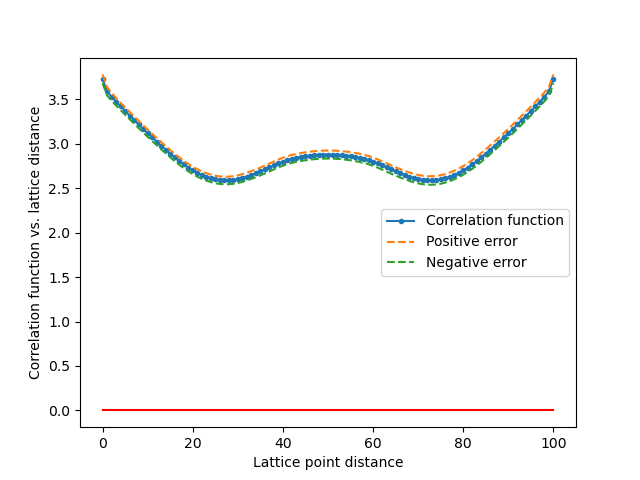 Correlation function vs. lattice distance
3.5
3.0
2.5
2.0
1.5
1.0
0.5
0.0
Correlation function
Positive error
Negative error
0 20 40 60 80 100
Lattice point distance